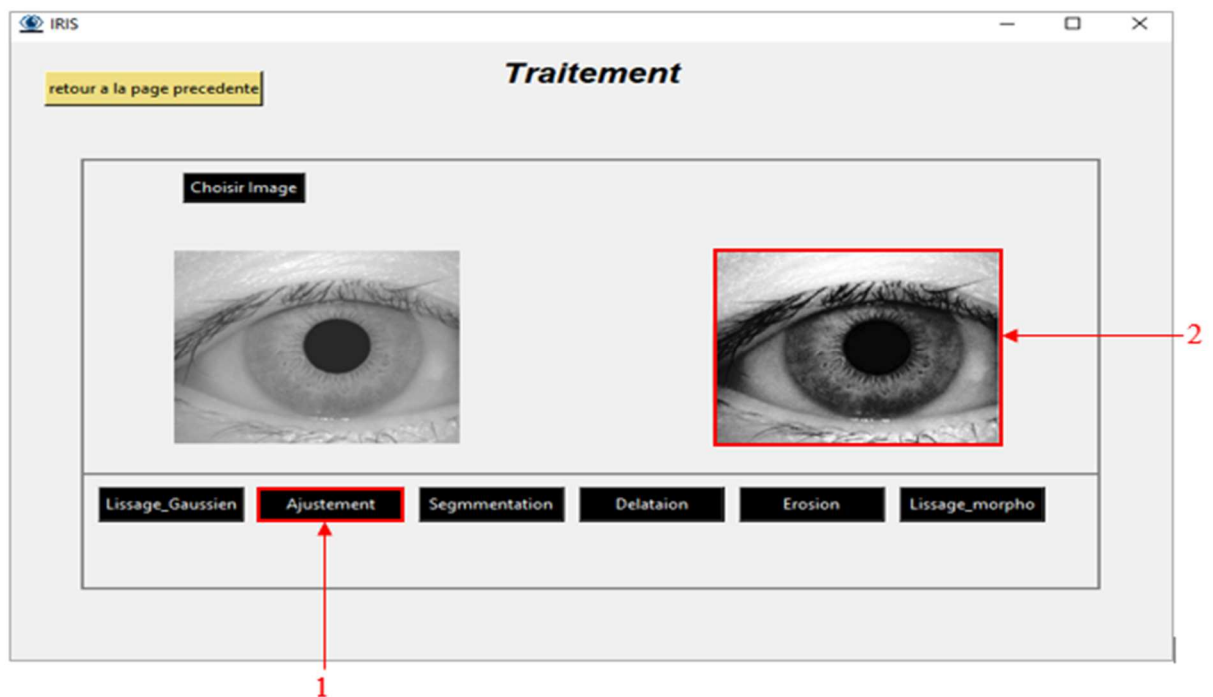 IRIS
Traitement
retour a la page precedente
Choisir Image
2
Lissage_Gaussien Ajustement Segmmentation Delataion Erosion Lissage_morpho
1